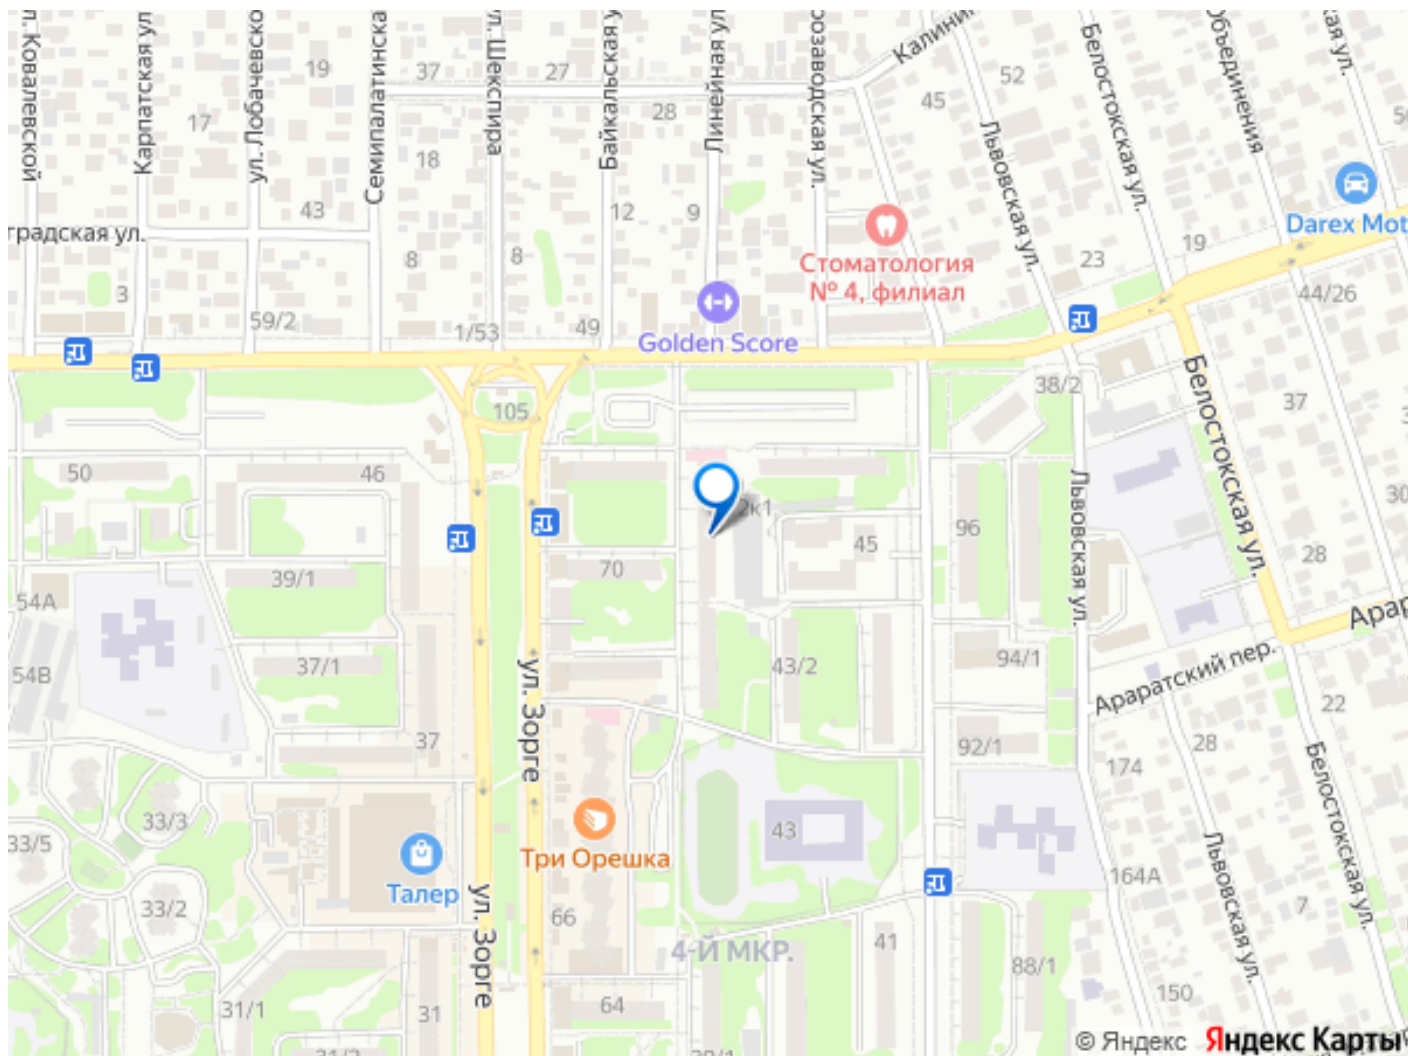 л. Ковалевской
Карпатская ул
ул. Лобачевско
Семипалатинска
ул. Шекспира
Байкальская у
Линейная ул
розаводская ул.
Калини
Львовская ул.
Белостокская ул.
Объединения
ская ул.
19
37
27
28
52
45
17
18
43
12
9
градская ул.
8
8
3
59/2
1/53
49
Стоматология
№ 4, филиал
Golden Score
23
19
Darex Mot
44/26
38/2
105
50
46
2к1
96
45
37
Белостокская ул.
Львовская ул.
30
28
39/1
70
54А
54В
37/1
43/2
94/1
Араратский пер.
Арар
22
ул. Зорге
37
92/1
174
28
33/3
33/5
43
Три Орешка
Талер
33/2
ул. Зорге
66
164А
Львовская ул.
Белостокская ул.
7
4-Й МКР.
41
88/1
31/1
31
64
150
© Яндекс Яндекс Карты